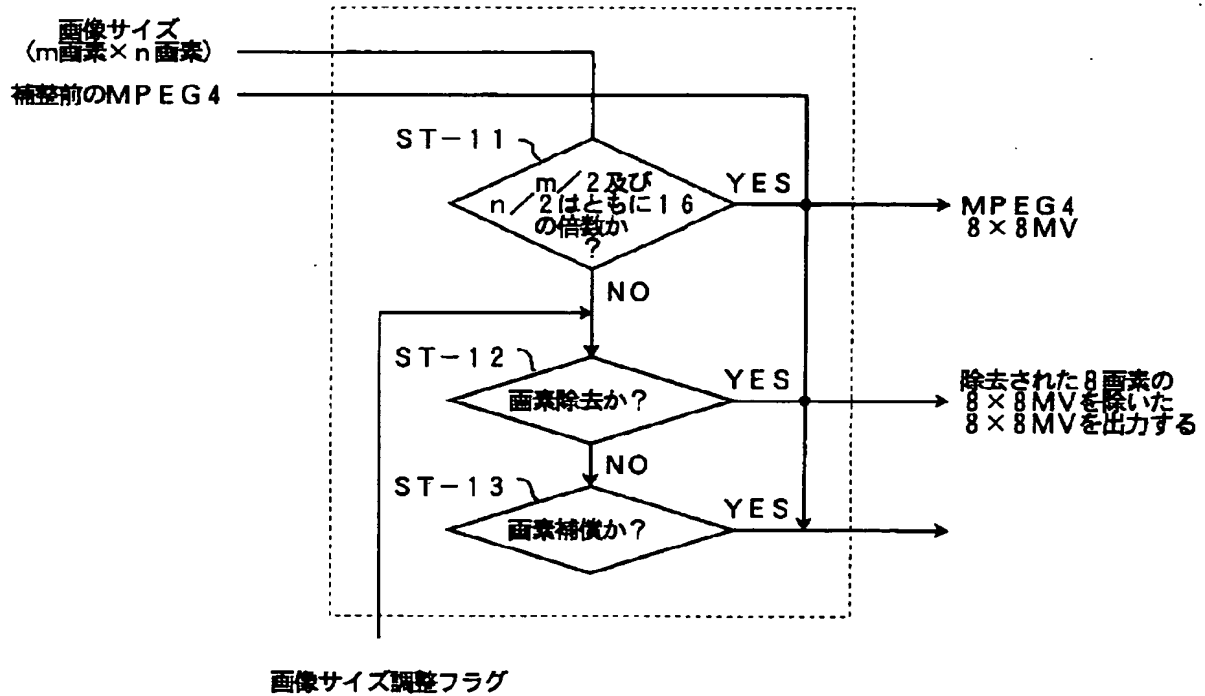 画像サイズ
（ｍ画素×ｎ画素）
補整前のＭＰＥＧ４
ＳＴ－１１
ｍ／２及び
ｎ／２はともに１６
の倍数か
？
ＹＥＳ
ＭＰＥＧ４
８×８ＭＶ
ＮＯ
ＳＴ－１２
画素除去か？
ＹＥＳ
除去された８画素の
８×８ＭＶを除いた
８×８ＭＶを出力する
ＮＯ
ＳＴ－１３
画素補償か？
ＹＥＳ
画像サイズ調整フラグ